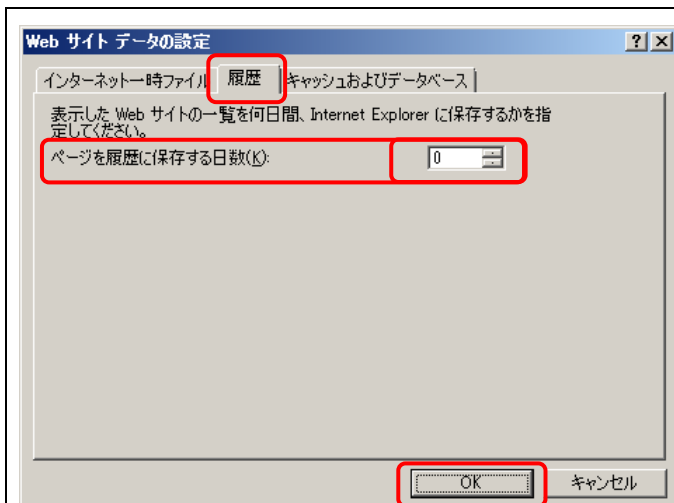 Web サイト データの設定
インターネット一時ファイル 履歴 キャッシュおよびデータベース
表示した Web サイトの一覧を何日間、Internet Explorer に保存するかを指
定してください。
ページを履歴に保存する日数(K): 0
OK キャンセル